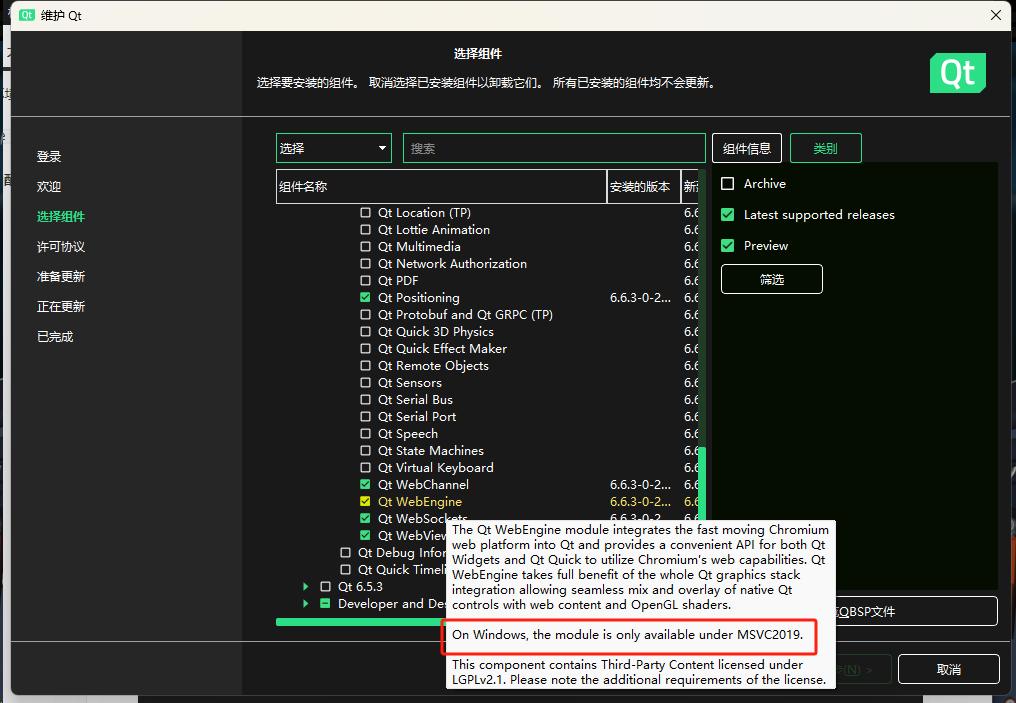 Qt 维护 Qt
选择组件
选择要安装的组件。 取消选择已安装组件以卸载它们。 所有已安装的组件均不会更新。
Qt
登录
欢迎
选择组件
许可协议
准备更新
正在更新
已完成
选择
搜索
组件信息
类别
组件名称 安装的版本 新
Archive
Latest supported releases
Preview
筛选
Qt Location (TP) 6.6
Qt Lottie Animation 6.6
Qt Multimedia 6.6
Qt Network Authorization 6.6
Qt PDF 6.6
Qt Positioning 6.6.3-0-2... 6.6
Qt Protobuf and Qt GRPC (TP) 6.6
Qt Quick 3D Physics 6.6
Qt Quick Effect Maker 6.6
Qt Remote Objects 6.6
Qt Sensors 6.6
Qt Serial Bus 6.6
Qt Serial Port 6.6
Qt Speech 6.6
Qt State Machines 6.6
Qt Virtual Keyboard 6.6
Qt WebChannel 6.6.3-0-2... 6.6
Qt WebEngine 6.6.3-0-2... 6.6
Qt WebSockets 6.6.3-0-2... 6.6
Qt WebView
Qt Debug Infor
Qt Quick Timeli
Qt 6.5.3
Developer and Des
The Qt WebEngine module integrates the fast moving Chromium
web platform into Qt and provides a convenient API for both Qt
Widgets and Qt Quick to utilize Chromium's web capabilities. Qt
WebEngine takes full benefit of the whole Qt graphics stack
integration allowing seamless mix and overlay of native Qt
controls with web content and OpenGL shaders.
On Windows, the module is only available under MSVC2019.
This component contains Third-Party Content licensed under
LGPLv2.1. Please note the additional requirements of the license.
QBSP文件
(N) >
取消